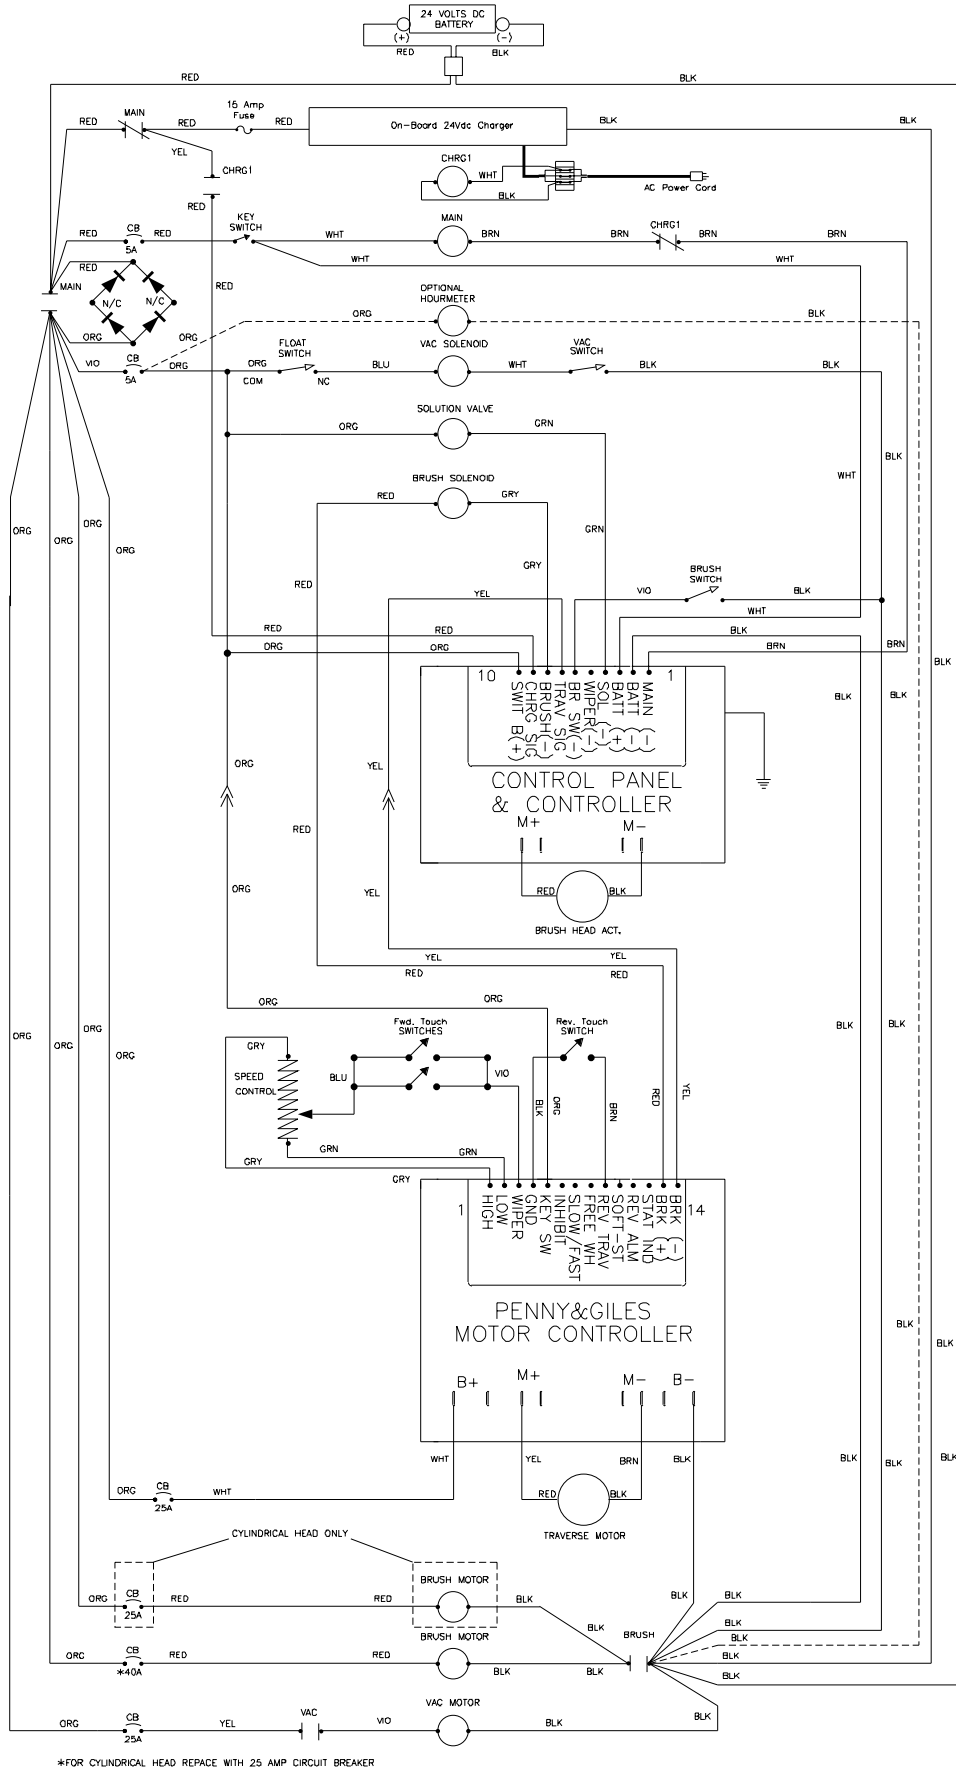 24 VOLTS DC
BATTERY
(+)
(-)
RED
BLK
RED
BLK
MAIN
15 Amp
Fuse
RED
RED
RED
On-Board 24Vdc Charger
BLK
BLK
YEL
CHRG1
CHRG1
WHT
BLK
AC Power Cord
RED
KEY
SWITCH
MAIN
CHRG1
RED
CB
RED
5A
WHT
BRN
BRN
BRN
BRN
WHT
WHT
RED
MAIN
N/C
N/C
RED
OPTIONAL
HOURMETER
ORG
BLK
ORG
ORG
FLOAT
SWITCH
VAC SOLENOID
VAC
SWITCH
VIO
CB
5A
ORG
ORG
COM
NC
BLU
WHT
BLK
BLK
SOLUTION VALVE
ORG
GRN
BLK
BRUSH SOLENOID
RED
GRY
WHT
ORG
ORG
ORG
ORG
GRN
GRY
RED
BRUSH
SWITCH
YEL
VIO
BLK
WHT
RED
RED
BLK
ORG
ORG
BRN
BRN
BLK
10
1
SWIT B(+)
CHRG SIG
BRUSH(-)
TRAV SIG
BR SW(-)
WIPER(-)
SOL (-)
BATT (+)
BATT (-)
MAIN (-)
BLK
BLK
ORG
YEL
CONTROL PANEL
& CONTROLLER
M+
M-
RED
ORG
YEL
RED
BLK
BRUSH HEAD ACT.
YEL
YEL
RED
RED
ORG
ORG
Fwd. Touch
SWITCHES
Rev. Touch
SWITCH
ORG
ORG
ORG
ORG
BLK
BLK
GRY
SPEED
CONTROL
BLU
VIO
BLK
ORG
BRN
RED
YEL
GRN
GRN
GRY
GRY
1
14
HIGH
LOW
WIPER
GND
KEY SW
INHIBIT
SLOW/FAST
FREE WH
REV TRAV
SOFT-ST
REV ALM
STAT IND
BRK (+)
BRK (-)
PENNY&GILES
MOTOR CONTROLLER
BLK
BLK
B+
M+
M-
B-
WHT
YEL
BRN
BLK
BLK
BLK
BLK
ORG
CB
25A
WHT
RED
BLK
TRAVERSE MOTOR
CYLINDRICAL HEAD ONLY
BRUSH MOTOR
ORG
CB
25A
RED
RED
BLK
BLK
BLK
BLK
BLK
BRUSH
BLK
BRUSH MOTOR
ORG
CB
*40A
RED
RED
BLK
BLK
BLK
BLK
VAC MOTOR
ORG
CB
25A
YEL
VAC
VIO
BLK
BLK
*FOR CYLINDRICAL HEAD REPACE WITH 25 AMP CIRCUIT BREAKER